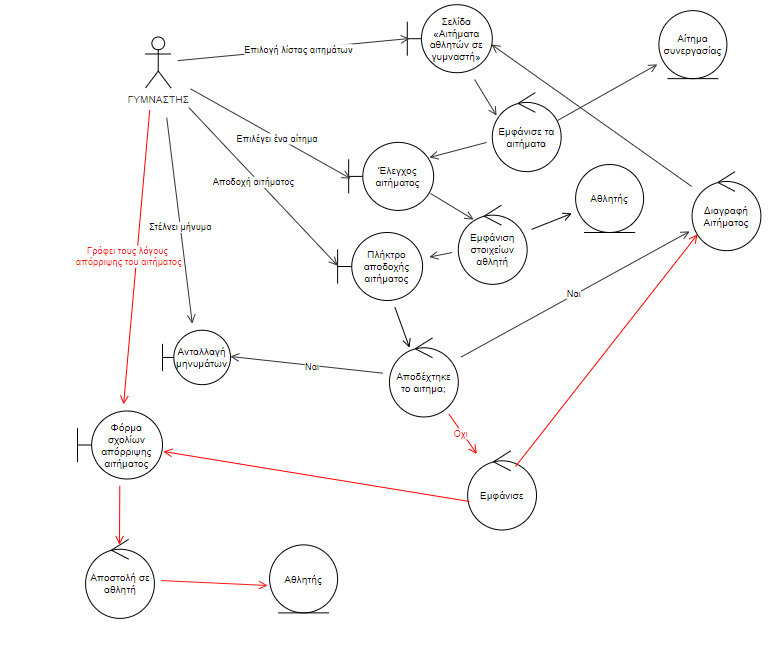 Σελίδα
«Αιτήματα
αθλητών σε
γυμναστή»
Αίτημα
συνεργασίας
Επιλογή λίστας αιτημάτων
ΓΥΜΝΑΣΤΗΣ
Εμφάνισε τα
αιτήματα
Επιλέγει ένα αίτημα
Έλεγχος
αιτήματος
Αποδοχή αιτήματος
Αθλητής
Διαγραφή
Αιτήματος
Στέλνει μήνυμα
Εμφάνιση
στοιχείων
αθλητή
Γράφει τους λόγους
απόρριψης του αιτήματος
Πλήκτρο
αποδοχής
αιτήματος
Ναι
Ανταλλαγή
μηνυμάτων
Ναι
Αποδέχτηκε
το αιτημα;
Όχι
Φόρμα
σχολίων
απόρριψης
αιτήματος
Εμφάνισε
Αποστολή σε
αθλητή
Αθλητής